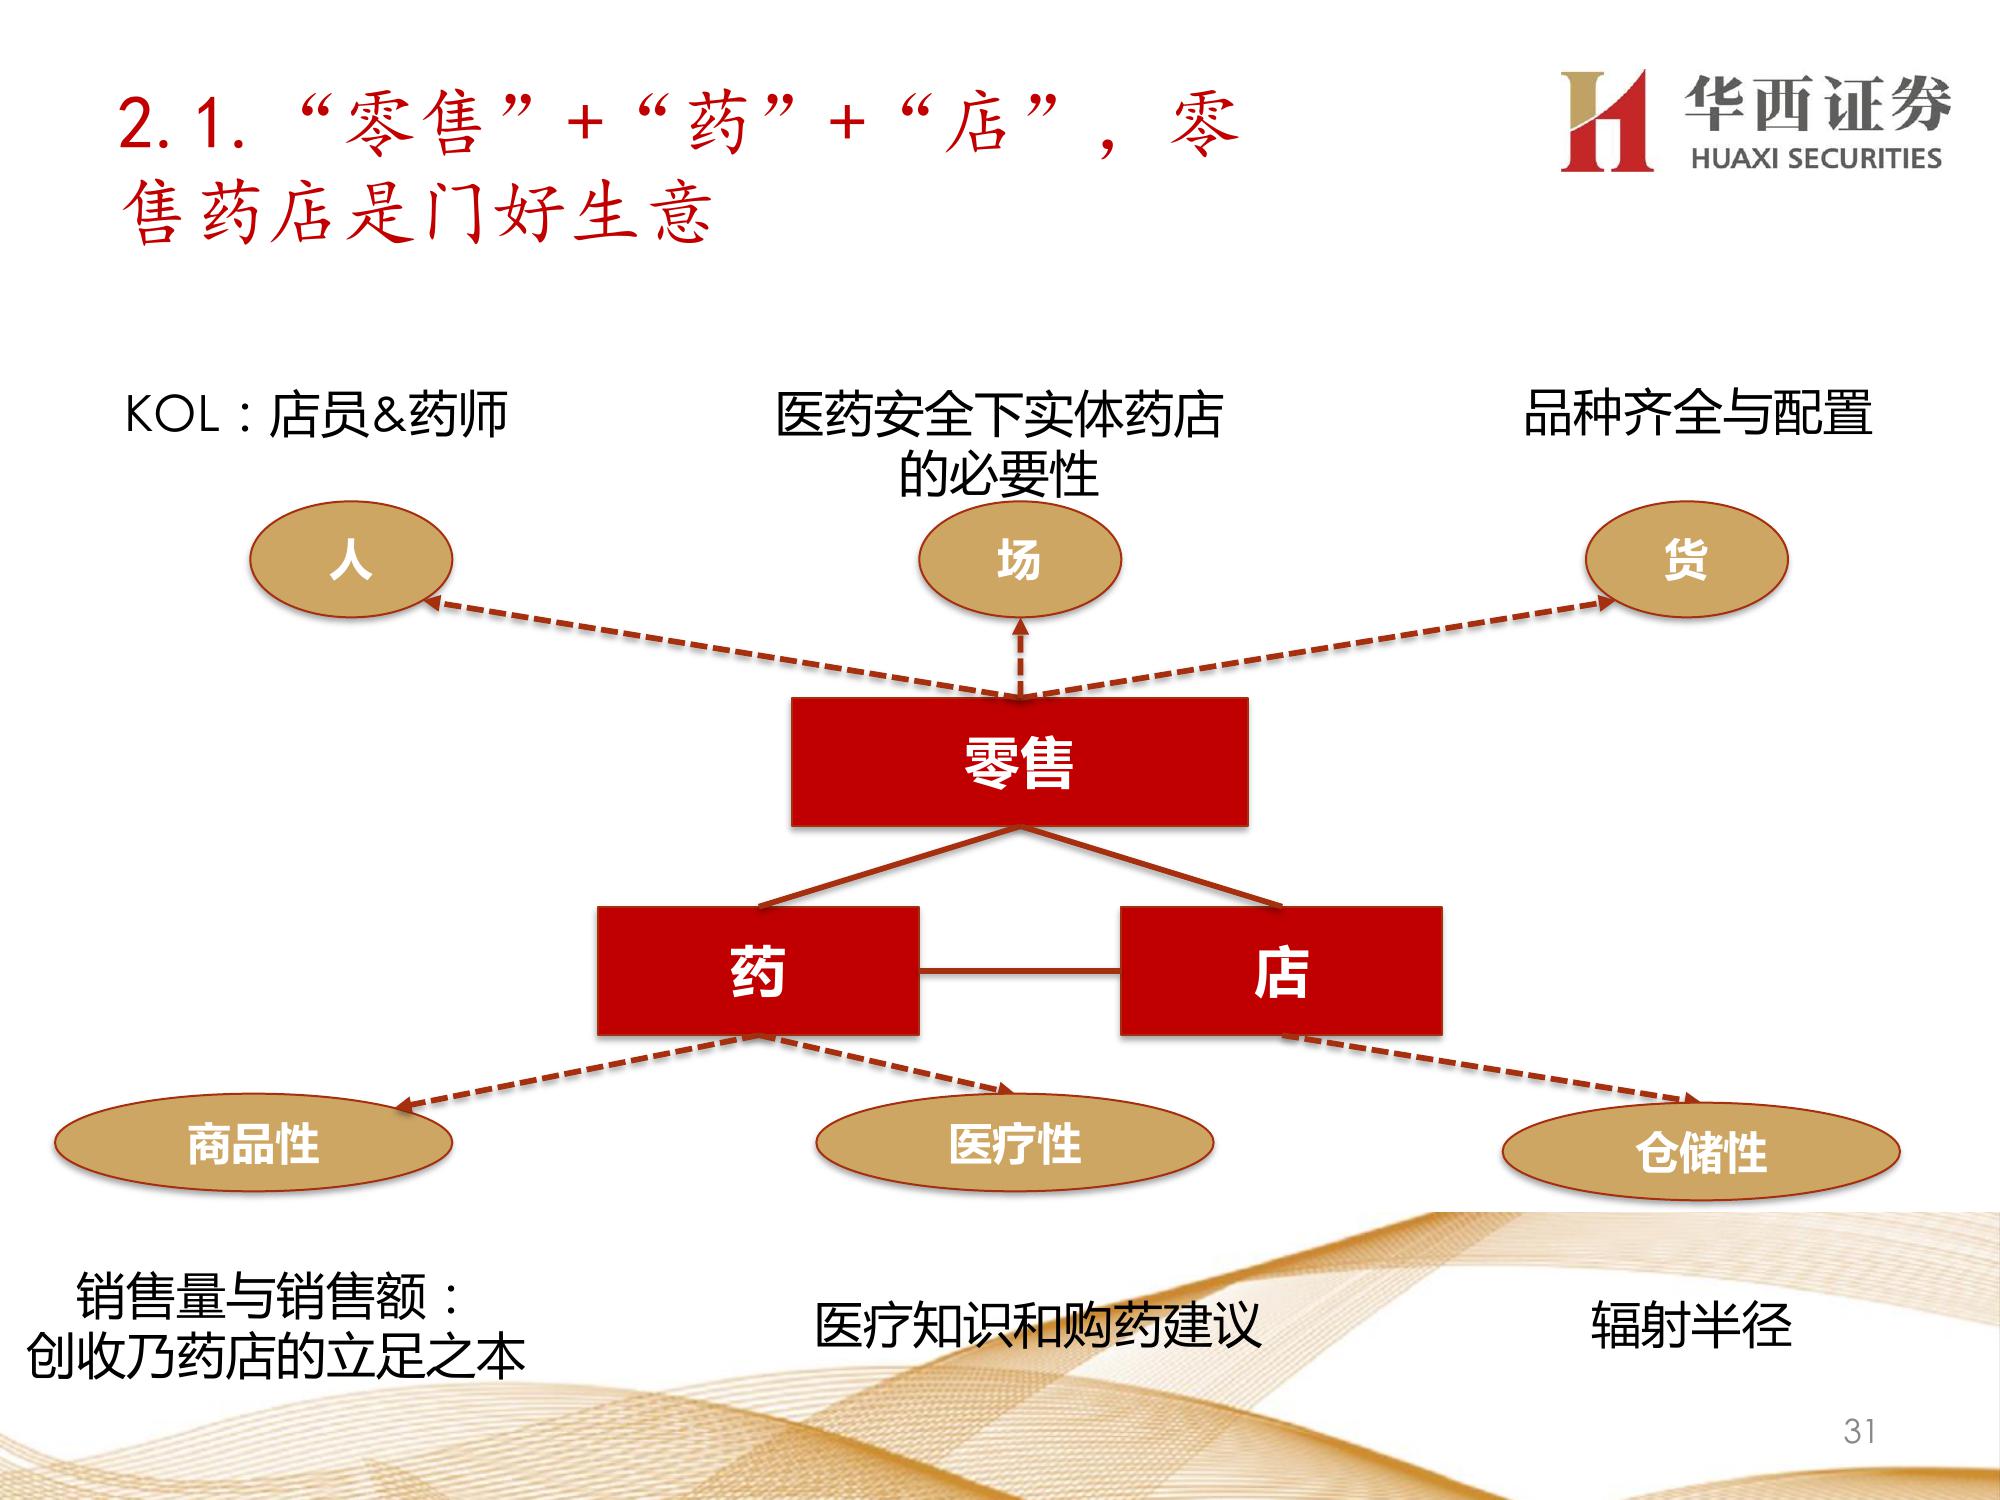 2.1.“零售”+“药”+“店”，零
售药店是门好生意
华西证券
HUAXI SECURITIES
KOL：店员&药师
医药安全下实体药店
的必要性
品种齐全与配置
人
场
货
零售
药
店
商品性
医疗性
仓储性
销售量与销售额：
创收乃药店的立足之本
医疗知识和购药建议
辐射半径
31